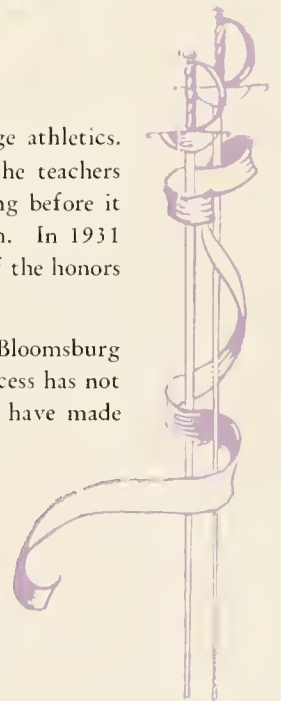 ge athletics.
he teachers
ng before it
n. In 1931
f the honors
Bloomsburg
cess has not
have made